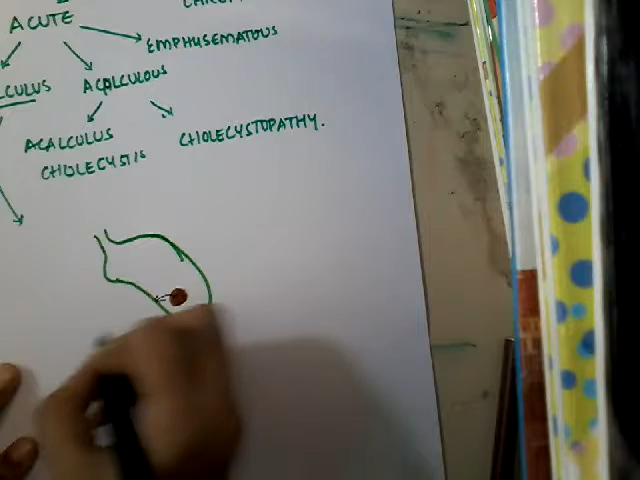 ACUTE
EMPHUSEMATOUS
ACALCULOUS
ACALCULUS
CHOLECYSTIS
CHOLECYSTOPATHY.